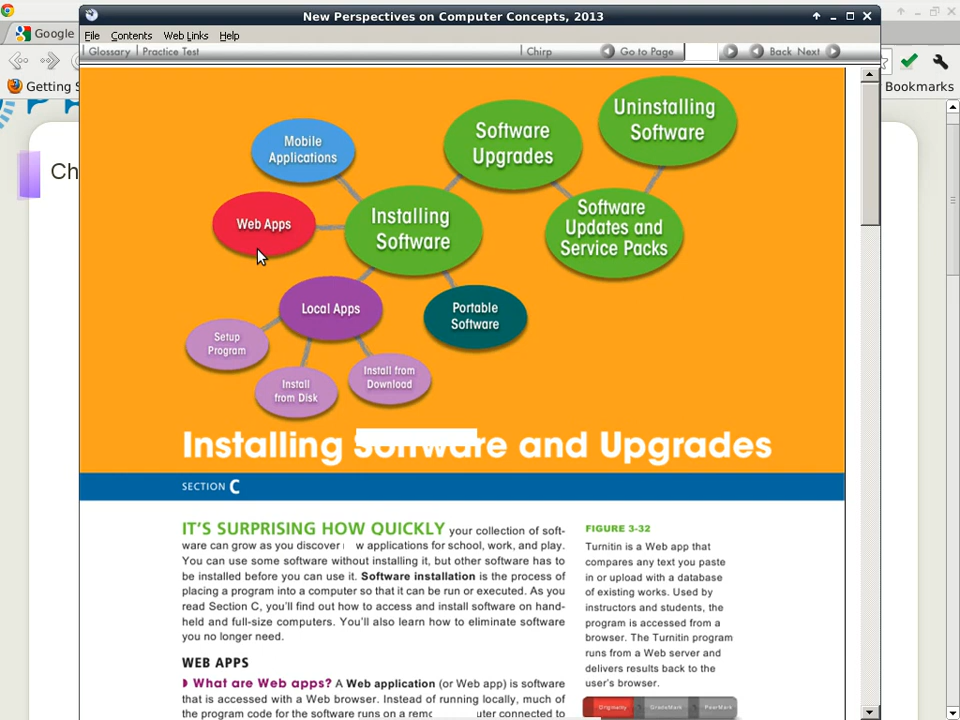 New Perspectives on Computer Concepts, 2013
Google
File Contents Web Links Help
Glossary Practice Test Chirp Go to Page Back Next
Getting
Bookmarks
Ch
Uninstalling
Software
Software
Upgrades
Mobile
Applications
Web Apps
Installing
Software
Software
Updates and
Service Packs
Local Apps
Portable
Software
Setup
Program
Install
from Disk
Install from
Download
Installing Software and Upgrades
SECTION C
IT'S SURPRISING HOW QUICKLY your collection of soft-
ware can grow as you discover w applications for school, work, and play.
You can use some software without installing it, but other software has to
be installed before you can use it. Software installation is the process of
placing a program into a computer so that it can be run or executed. As you
read Section C, you'll find out how to access and install software on hand-
held and full-size computers. You'll also learn how to eliminate software
you no longer need.
WEB APPS
What are Web apps? A Web application (or Web app) is software
that is accessed with a Web browser. Instead of running locally, much of
the program code for the software runs on a uter connected to
FIGURE 3-32
Turnitin is a Web app that
compares any text you paste
in or upload with a database
of existing works. Used by
instructors and students, the
program is accessed from a
browser. The Turnitin program
runs from a Web server and
delivers results back to the
user's browser.
Originality GradeMark PeerMark